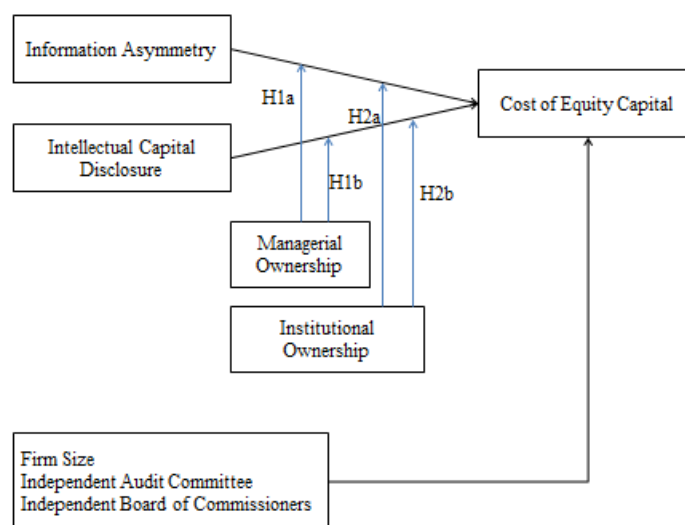 Information Asymmetry
Cost of Equity Capital
H1a
H2a
Intellectual Capital
Disclosure
H1b
H2b
Managerial
Ownership
Institutional
Ownership
Firm Size
Independent Audit Committee
Independent Board of Commissioners